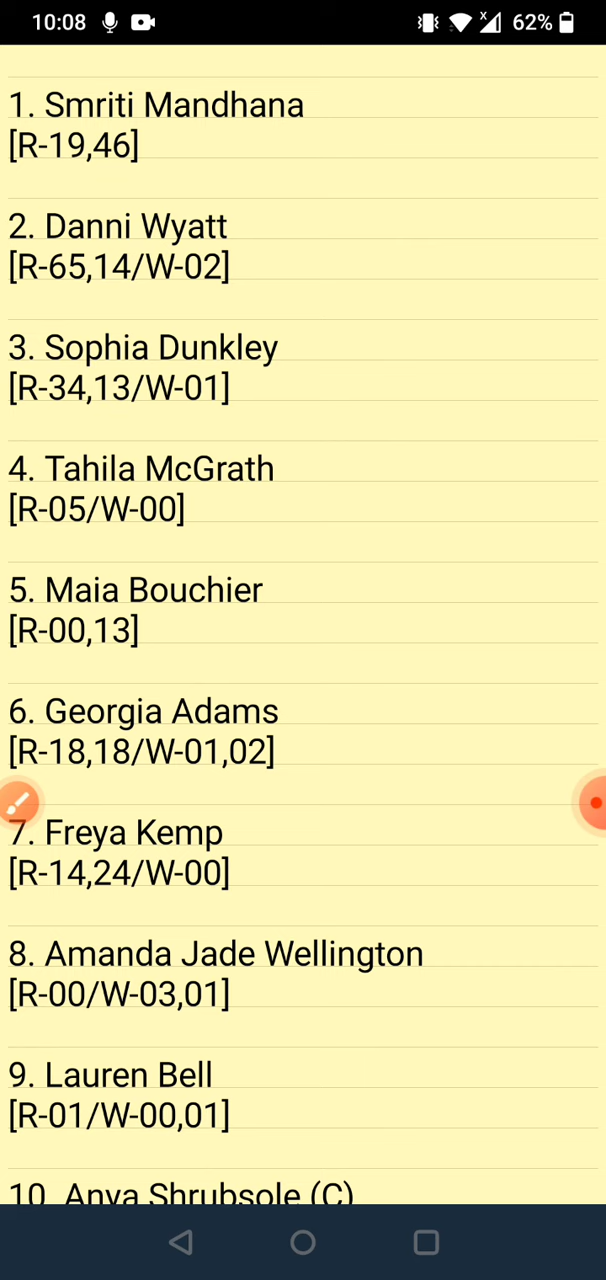 10:08 62%
1. Smriti Mandhana
[R-19,46]
2. Danni Wyatt
[R-65,14/W-02]
3. Sophia Dunkley
[R-34,13/W-01]
4. Tahila McGrath
[R-05/W-00]
5. Maia Bouchier
[R-00,13]
6. Georgia Adams
[R-18,18/W-01,02]
7. Freya Kemp
[R-14,24/W-00]
8. Amanda Jade Wellington
[R-00/W-03,01]
9. Lauren Bell
[R-01/W-00,01]
10. Anya Shrubsole (C)